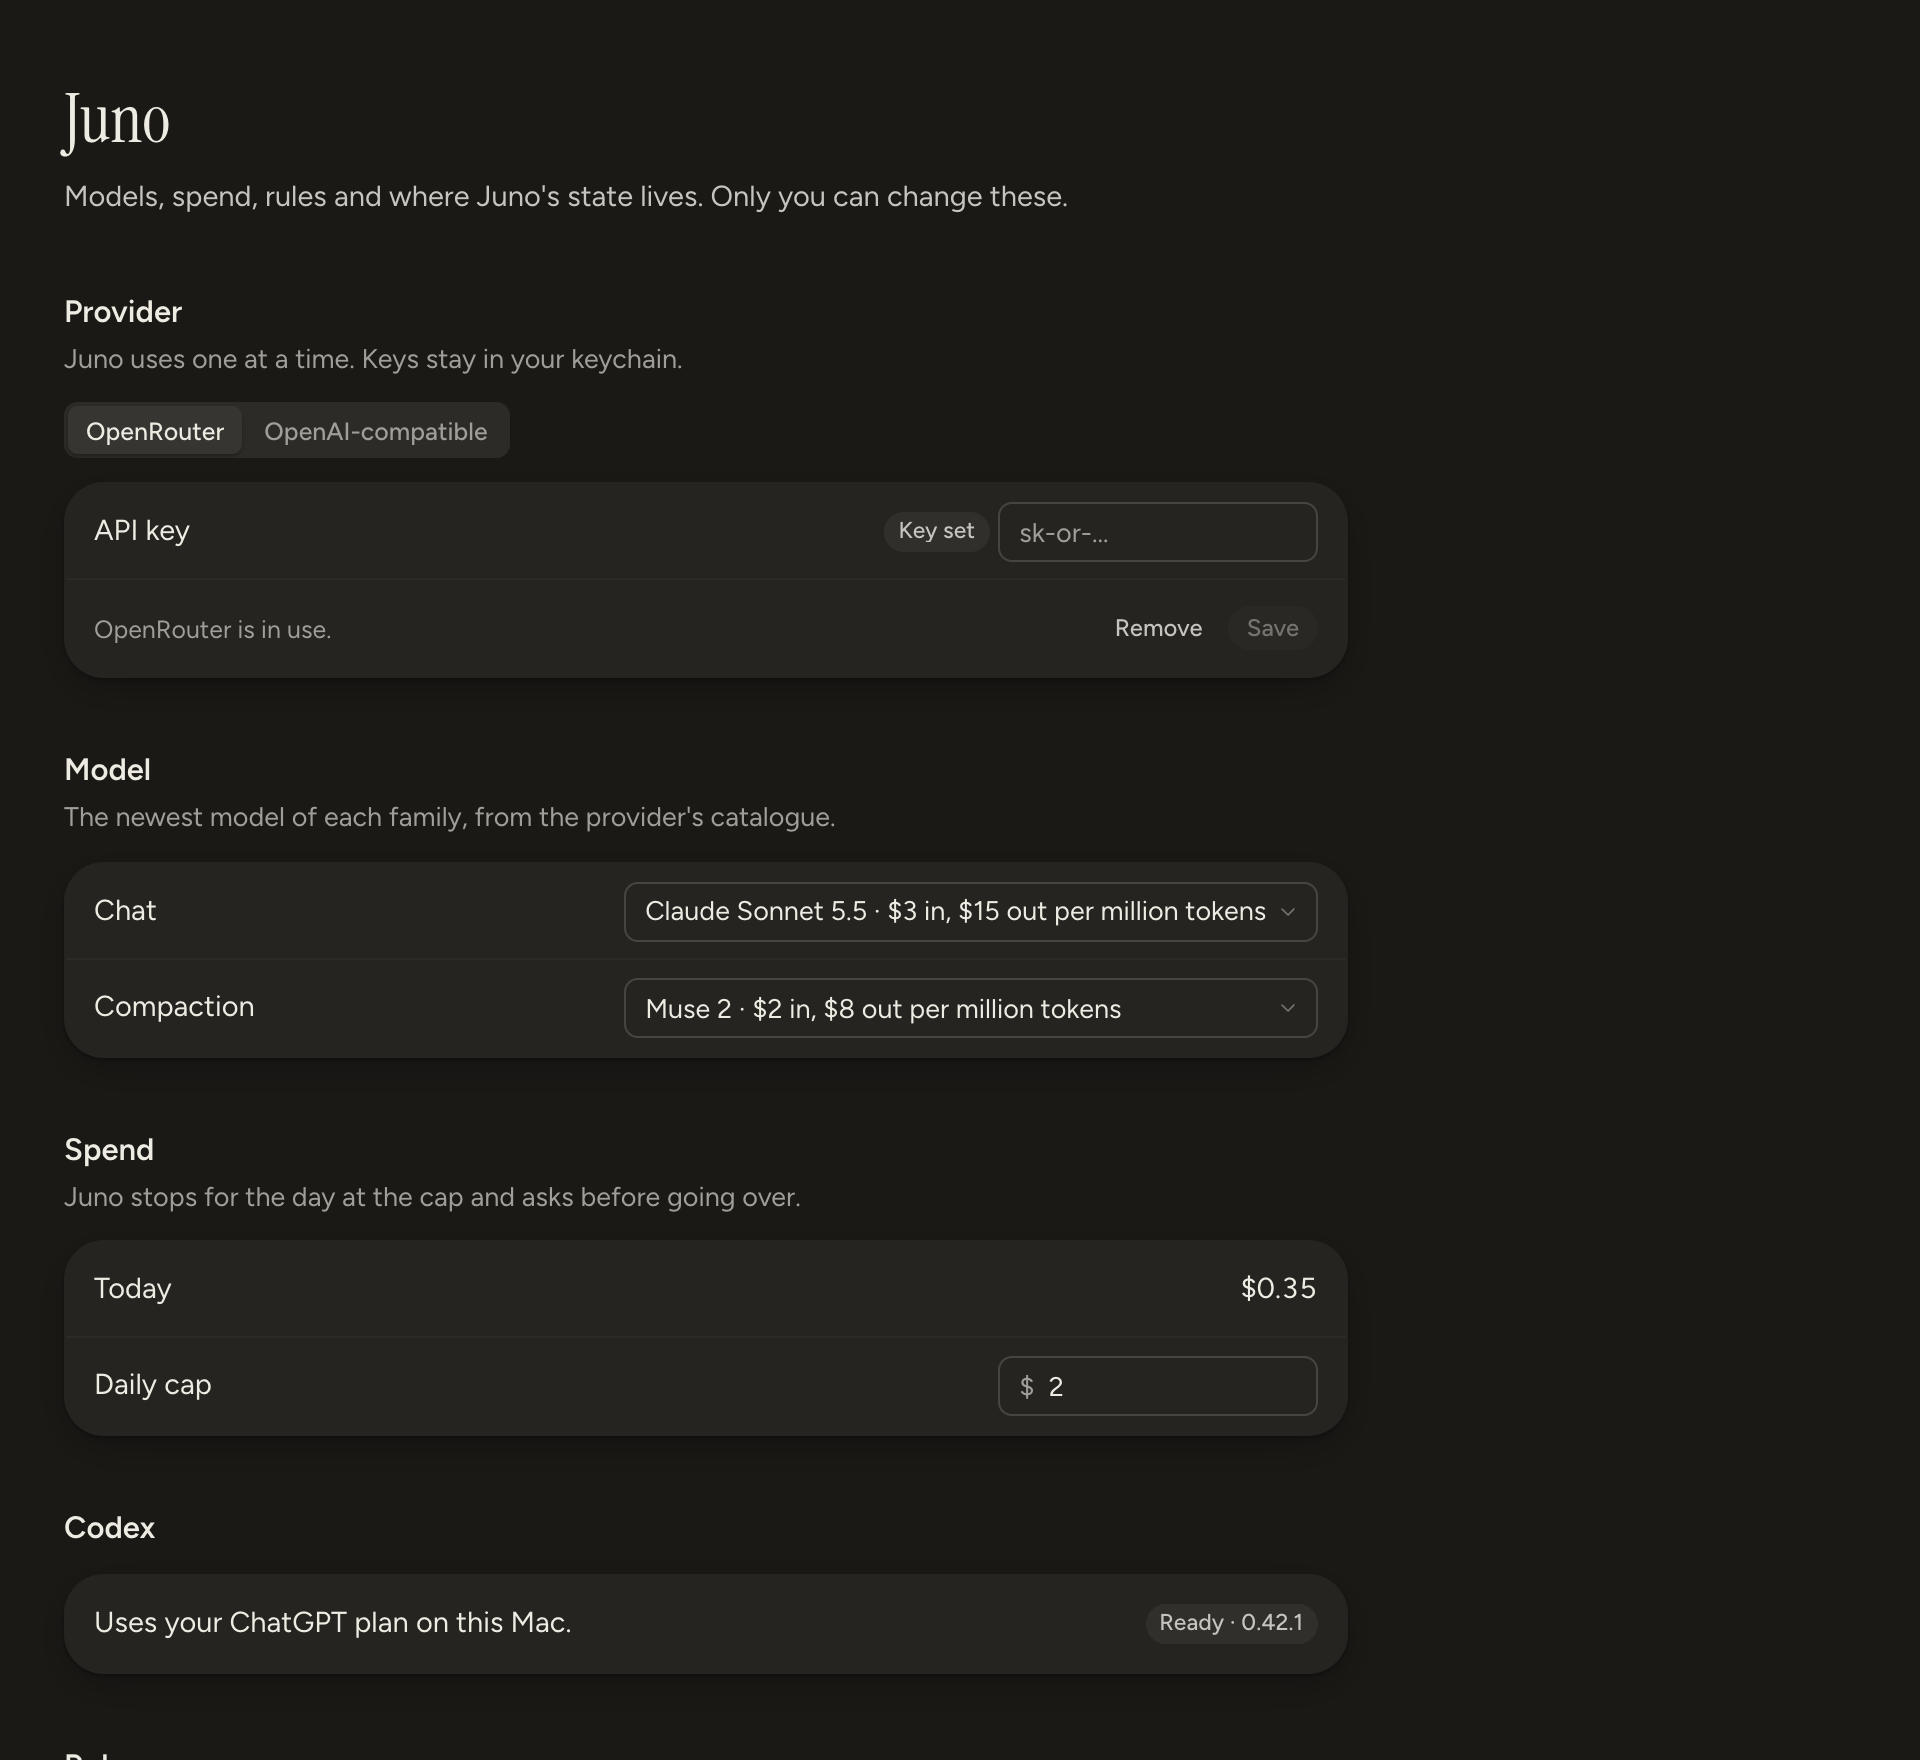 Juno
Models, spend, rules and where Juno's state lives. Only you can change these.
Provider
Juno uses one at a time. Keys stay in your keychain.
OpenRouter OpenAI-compatible
API key Key set sk-or-...
OpenRouter is in use. Remove Save
Model
The newest model of each family, from the provider's catalogue.
Chat Claude Sonnet 5.5 · $3 in, $15 out per million tokens
Compaction Muse 2 · $2 in, $8 out per million tokens
Spend
Juno stops for the day at the cap and asks before going over.
Today $0.35
Daily cap $ 2
Codex
Uses your ChatGPT plan on this Mac. Ready · 0.42.1